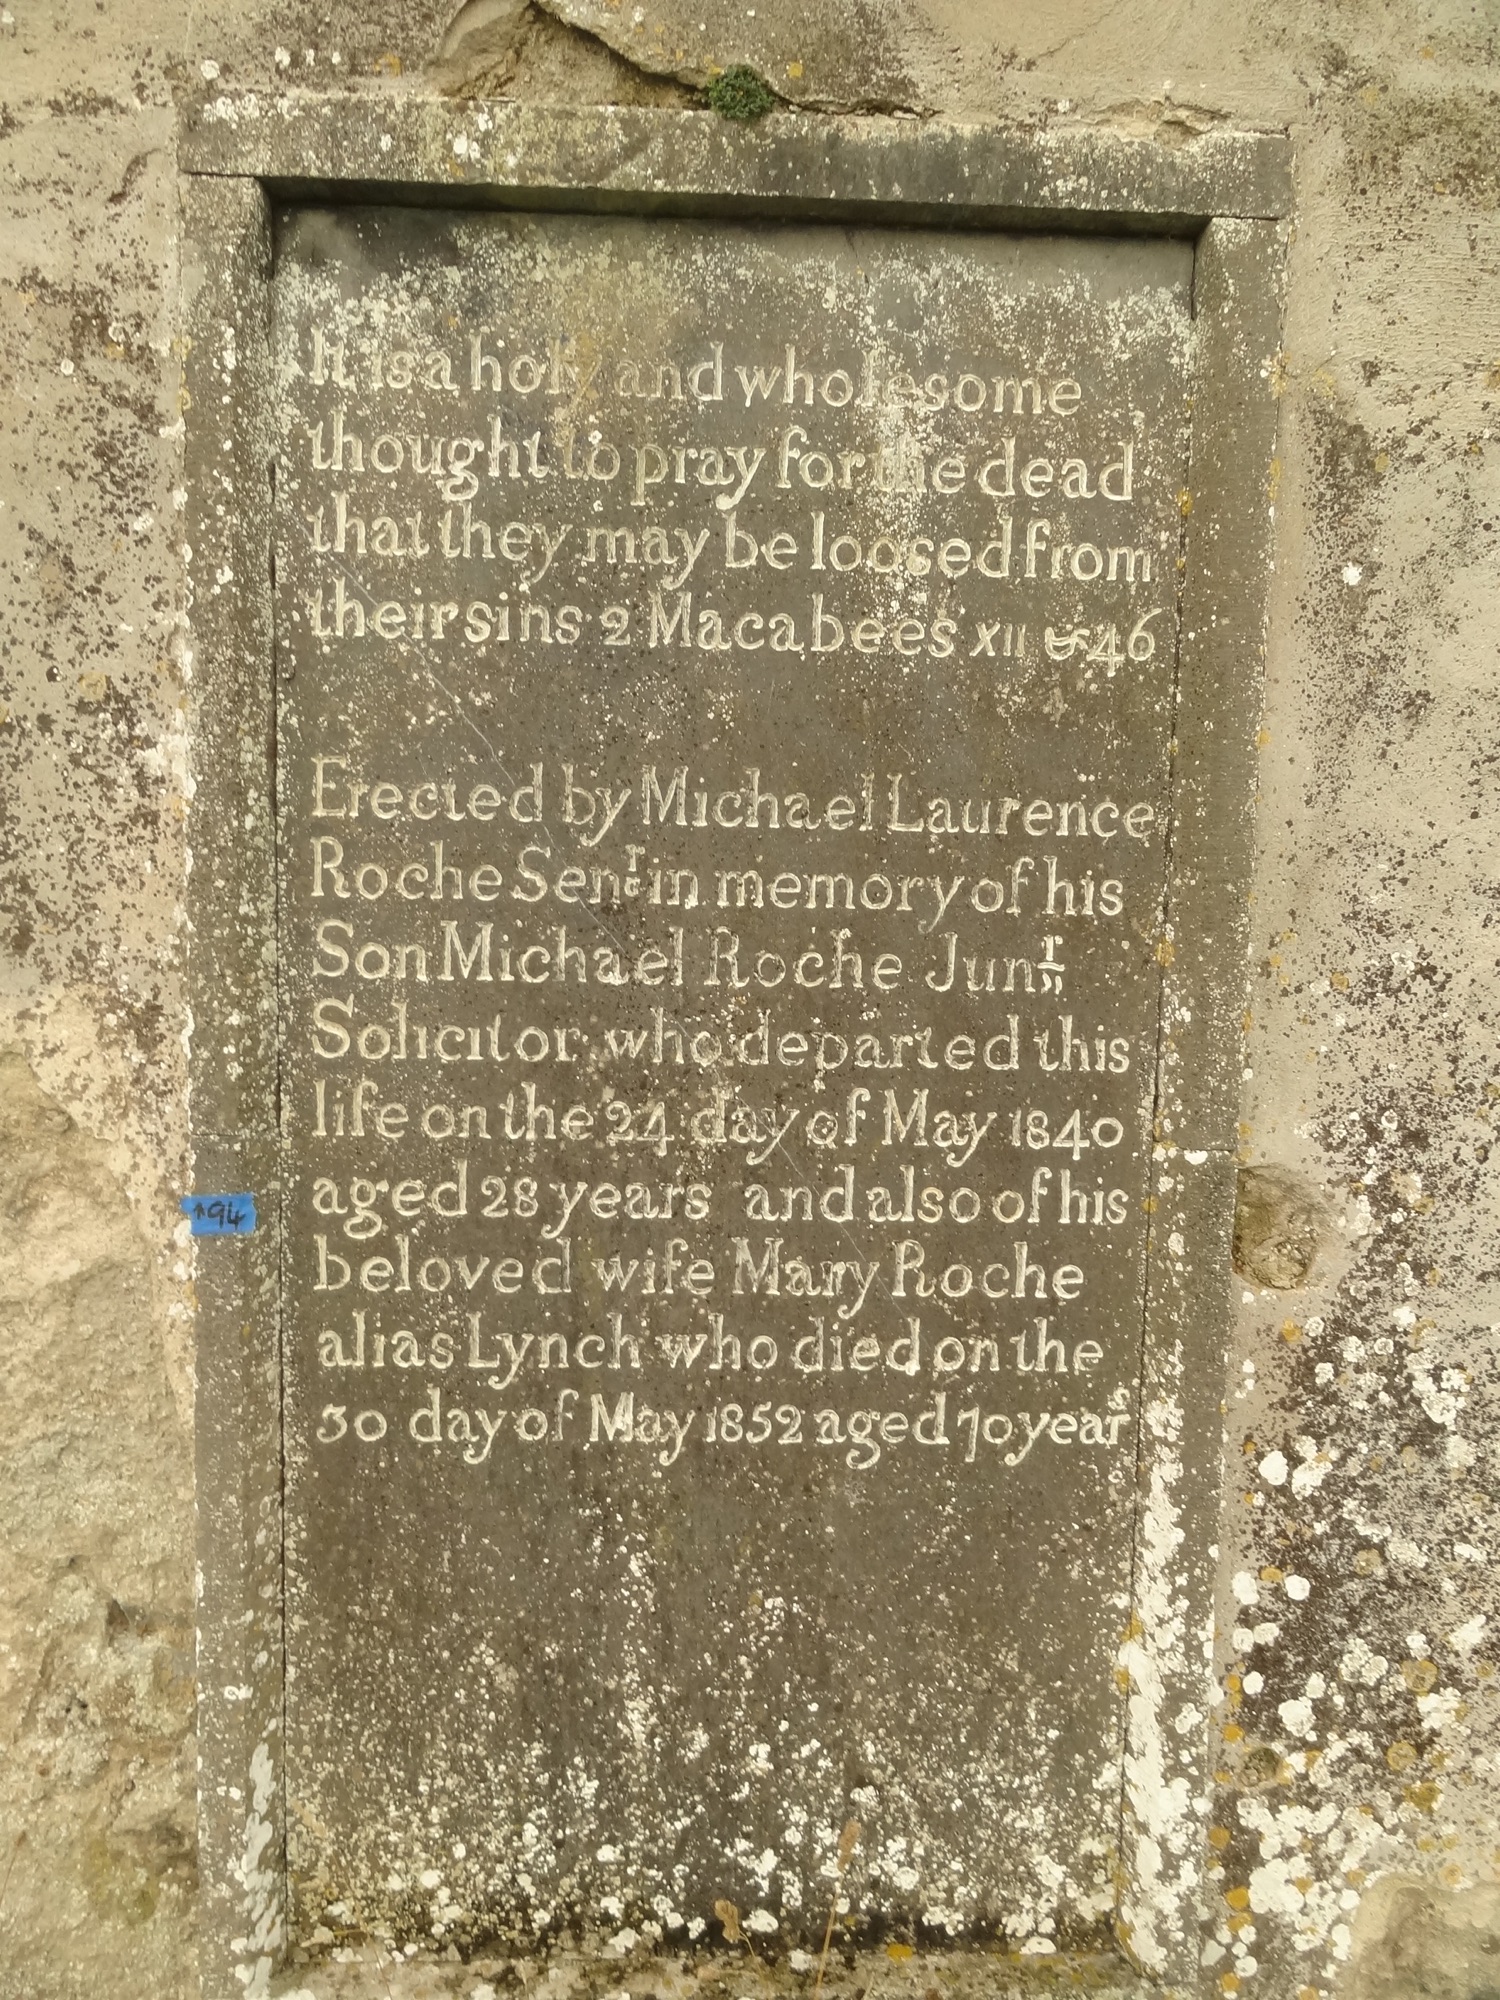 It is a holy and wholesome
thought to pray for the dead
that they may be loosed from
their sins 2 Macabees XII & 46
Erected by Michael Laurence
Roche Senr in memory of his
Son Michael Roche Junr
Solicitor who departed this
life on the 24 day of May 1840
aged 28 years and also of his
beloved wife Mary Roche
alias Lynch who died on the
30 day of May 1852 aged 70 years
↑94